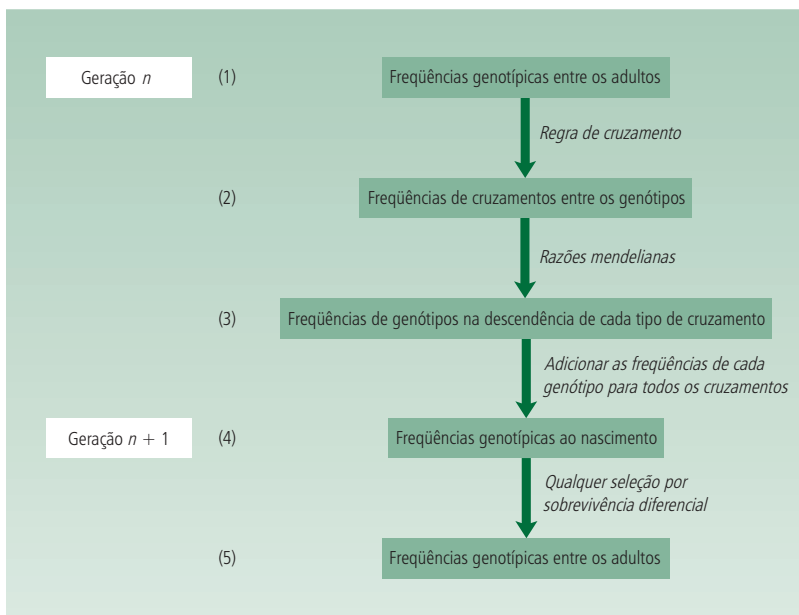 Geração n (1) Freqüências genotípicas entre os adultos
Regra de cruzamento
(2) Freqüências de cruzamentos entre os genótipos
Razões mendelianas
(3) Freqüências de genótipos na descendência de cada tipo de cruzamento
Adicionar as freqüências de cada
genótipo para todos os cruzamentos
Geração n + 1 (4) Freqüências genotípicas ao nascimento
Qualquer seleção por
sobrevivência diferencial
(5) Freqüências genotípicas entre os adultos